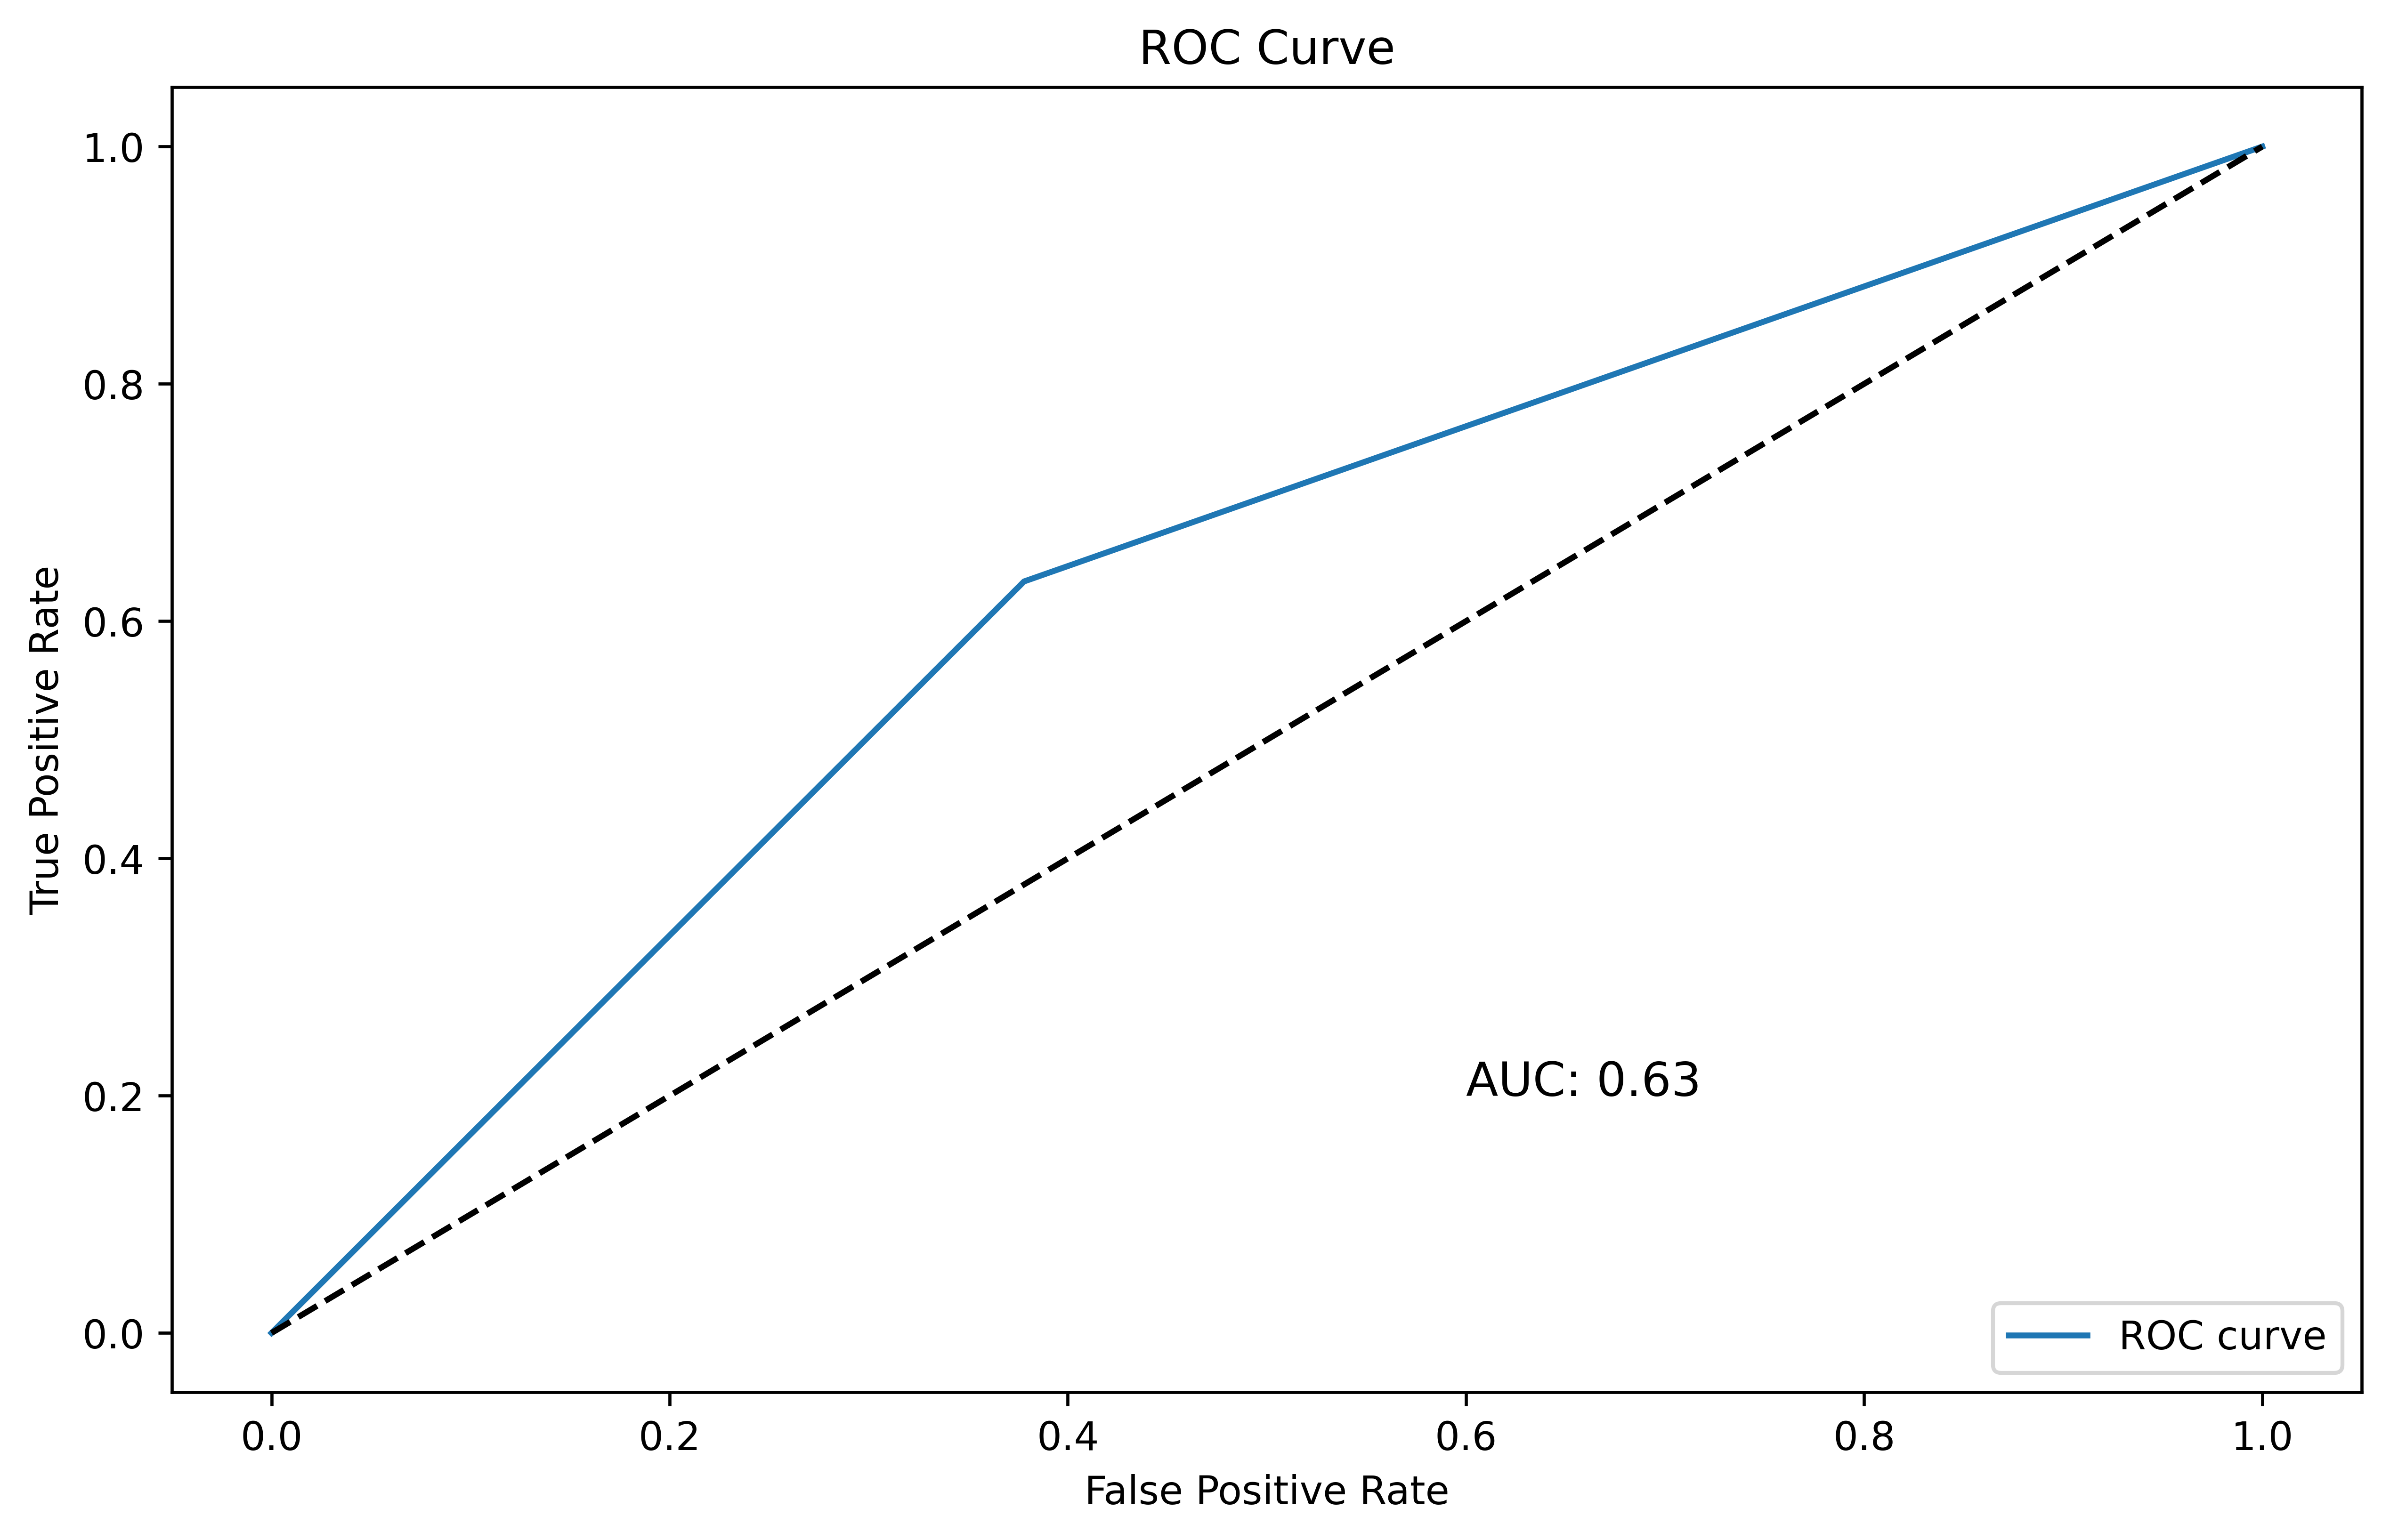 ROC Curve
1.0
0.8
0.6
0.4
0.2
0.0
True Positive Rate
AUC: 0.63
ROC curve
0.0 0.2 0.4 0.6 0.8 1.0
False Positive Rate